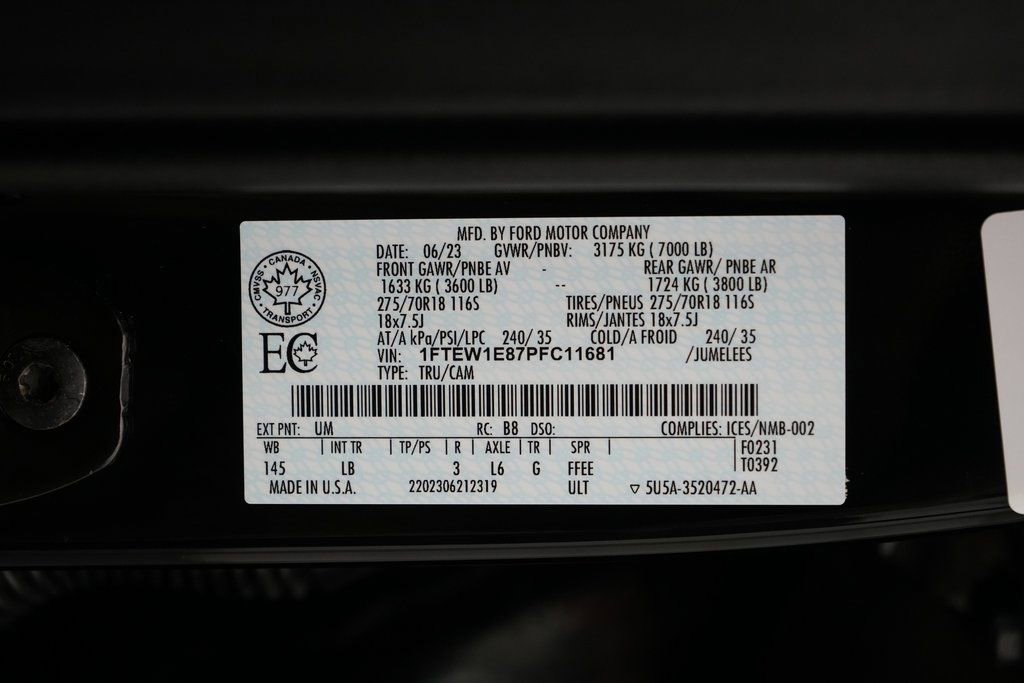 MFD. BY FORD MOTOR COMPANY
DATE: 06/23 GVWR/PNBV: 3175 KG ( 7000 LB)
FRONT GAWR/PNBE AV - REAR GAWR/ PNBE AR
1633 KG ( 3600 LB) -- 1724 KG ( 3800 LB)
275/70R18 116S TIRES/PNEUS 275/70R18 116S
18x7.5J RIMS/JANTES 18x7.5J
AT/A kPa/PSI/LPC 240/ 35 COLD/A FROID 240/ 35
VIN: 1FTEW1E87PFC11681 /JUMELEES
TYPE: TRU/CAM
CANADA
CMVSS NSVAC
977
TRANSPORT
EC
EXT PNT: UM RC: B8 DSO: COMPLIES: ICES/NMB-002
WB | INT TR | TP/PS | R | AXLE | TR | SPR | F0231
145 LB 3 L6 G FFEE T0392
MADE IN U.S.A. 2202306212319 ULT ▽ 5U5A-3520472-AA